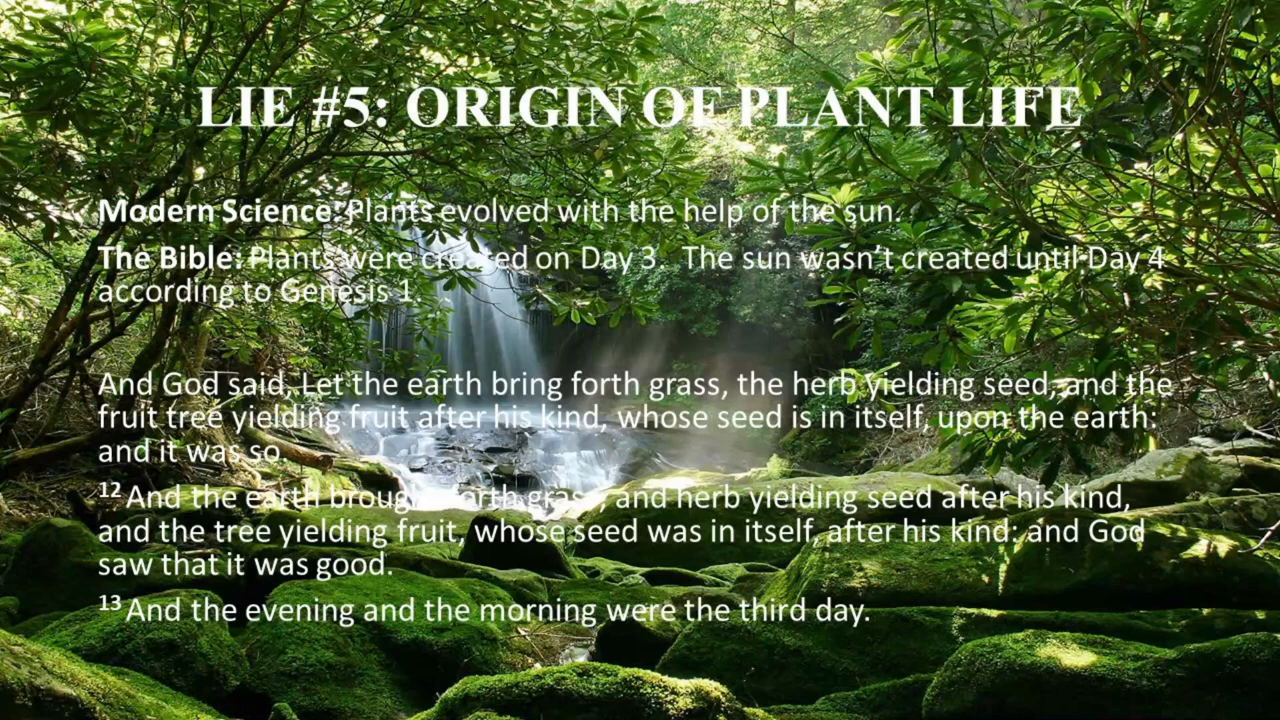 LIE #5: ORIGIN OF PLANT LIFE
Modern Science: Plants evolved with the help of the sun.
The Bible: Plants were created on Day 3. The sun wasn’t created until Day 4
according to Genesis 1.
And God said, Let the earth bring forth grass, the herb yielding seed, and the
fruit tree yielding fruit after his kind, whose seed is in itself, upon the earth:
and it was so.
12 And the earth brought forth grass, and herb yielding seed after his kind,
and the tree yielding fruit, whose seed was in itself, after his kind: and God
saw that it was good.
13 And the evening and the morning were the third day.